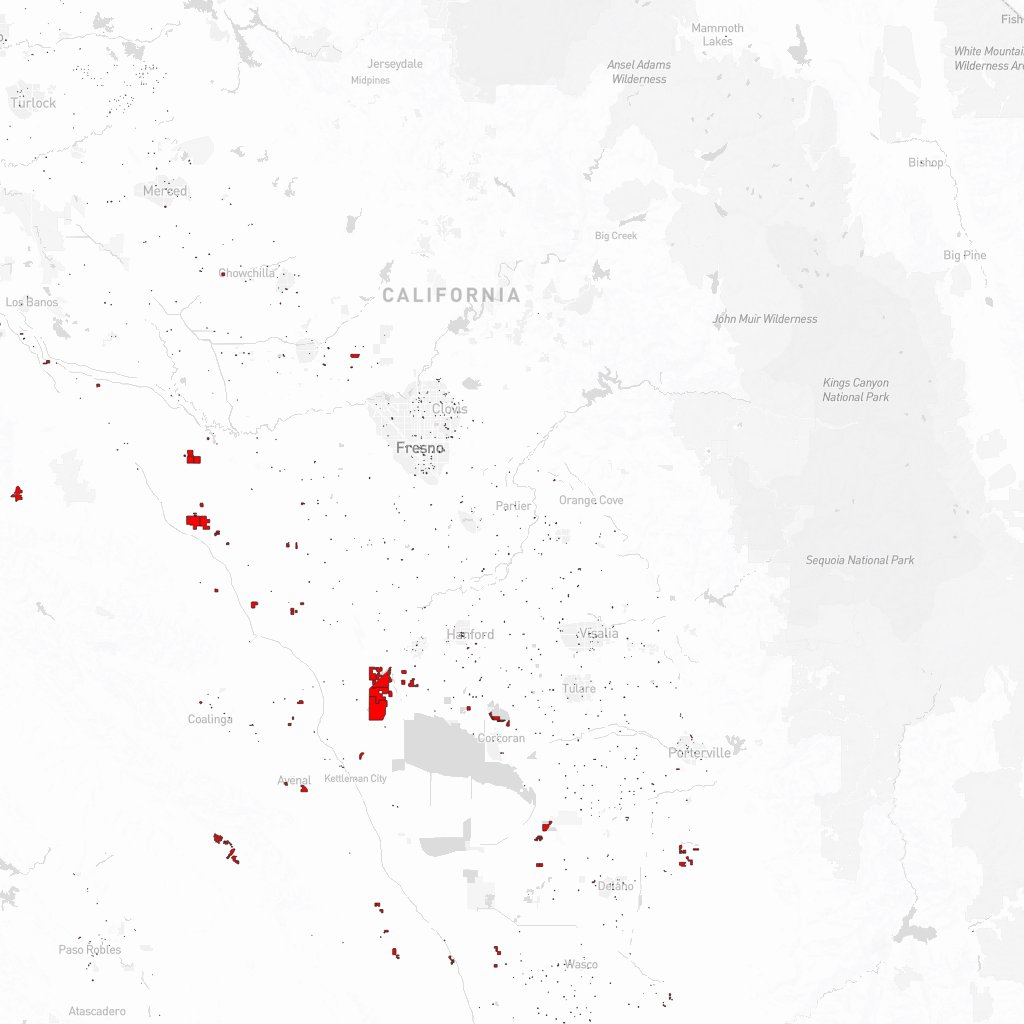 Mammoth
Lakes
Fish
White Mountai
Wilderness Are
Jerseydale
Midpines
Ansel Adams
Wilderness
Turlock
Bishop
Merced
Big Creek
Big Pine
Chowchilla
CALIFORNIA
Los Banos
John Muir Wilderness
Kings Canyon
National Park
Clovis
Fresno
Parlier
Orange Cove
Sequoia National Park
Hanford
Visalia
Tulare
Coalinga
Corcoran
Porterville
Avenal
Kettleman City
Delano
Paso Robles
Wasco
Atascadero